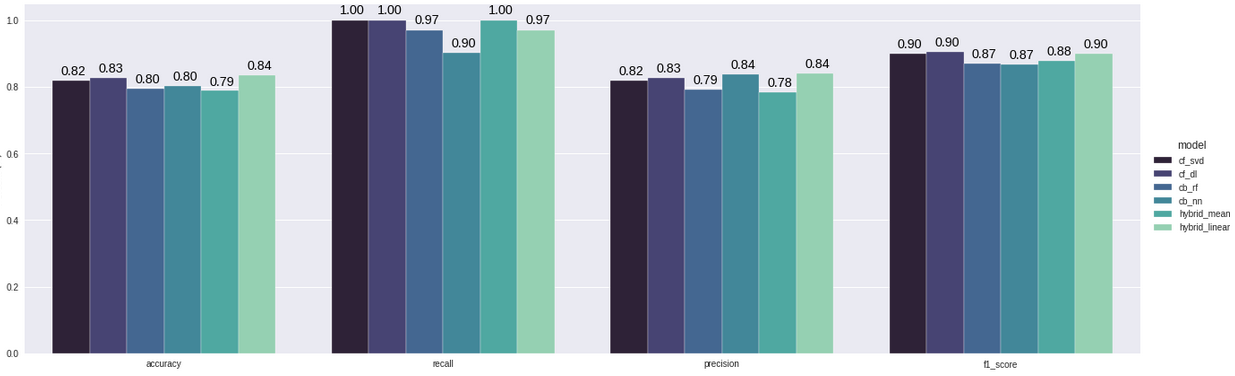 1.0
0.8
0.6
0.4
0.2
0.0
0.82 0.83 0.80 0.80 0.79 0.84
1.00 1.00 0.97 0.90 1.00 0.97
0.82 0.83 0.79 0.84 0.78 0.84
0.90 0.90 0.87 0.87 0.88 0.90
accuracy recall precision f1_score
model
cf_svd
cf_dl
cb_rf
cb_nn
hybrid_mean
hybrid_linear